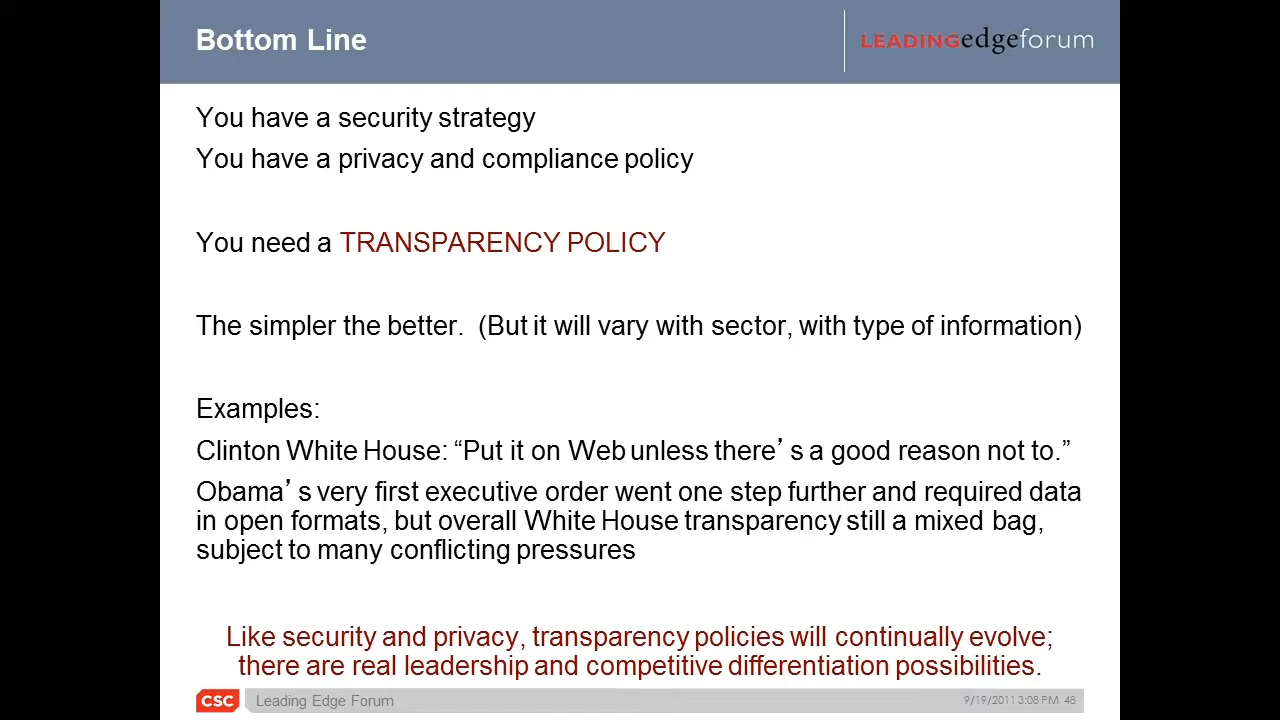 Bottom Line
LEADINGedgeforum
You have a security strategy
You have a privacy and compliance policy
You need a TRANSPARENCY POLICY
The simpler the better.  (But it will vary with sector, with type of information)
Examples:
Clinton White House: “Put it on Web unless there’s a good reason not to.”
Obama’s very first executive order went one step further and required data
in open formats, but overall White House transparency still a mixed bag,
subject to many conflicting pressures
Like security and privacy, transparency policies will continually evolve;
there are real leadership and competitive differentiation possibilities.
CSC Leading Edge Forum 9/19/2011 3:08 PM 48